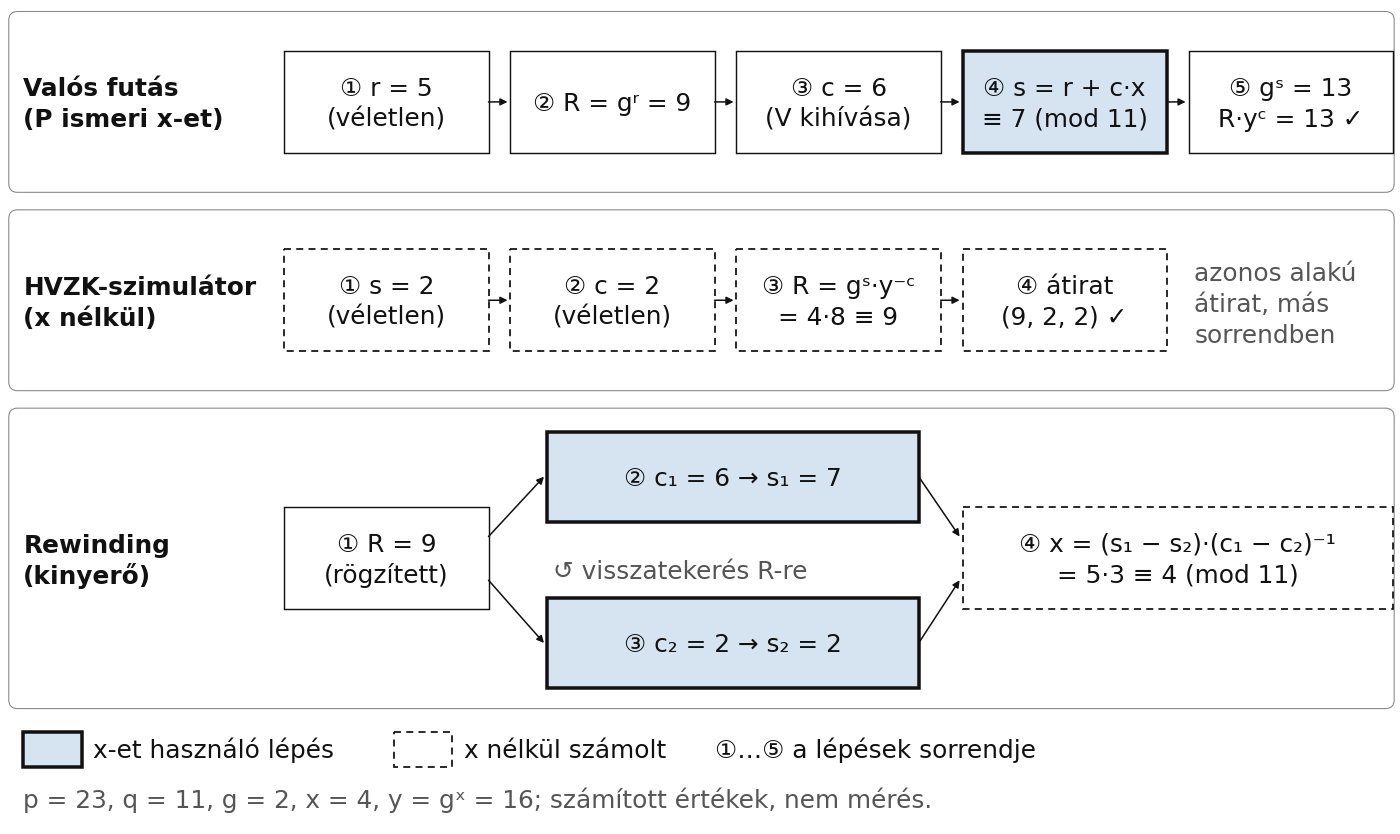 Valós futás
(P ismeri x-et)
① r = 5
(véletlen)
② R = gʳ = 9
③ c = 6
(V kihívása)
④ s = r + c·x
≡ 7 (mod 11)
⑤ gˢ = 13
R·yᶜ = 13 ✓
HVZK-szimulátor
(x nélkül)
① s = 2
(véletlen)
② c = 2
(véletlen)
③ R = gˢ·y⁻ᶜ
= 4·8 ≡ 9
④ átirat
(9, 2, 2) ✓
azonos alakú
átirat, más
sorrendben
Rewinding
(kinyerő)
① R = 9
(rögzített)
② c₁ = 6 → s₁ = 7
↺ visszatekerés R-re
③ c₂ = 2 → s₂ = 2
④ x = (s₁ − s₂)·(c₁ − c₂)⁻¹
= 5·3 ≡ 4 (mod 11)
x-et használó lépés
x nélkül számolt
①…⑤ a lépések sorrendje
p = 23, q = 11, g = 2, x = 4, y = gˣ = 16; számított értékek, nem mérés.